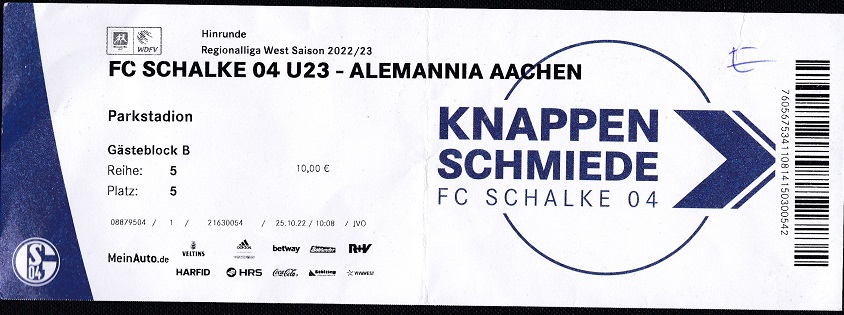 WDFV
Hinrunde
Regionalliga West Saison 2022/23
FC SCHALKE 04 U23 - ALEMANNIA AACHEN
Parkstadion
Gästeblock B
Reihe: 5
10,00 €
Platz: 5
08879504 / 1 / 21630054 / 25.10.22 / 10:08 / JVO
MeinAuto.de
VELTINS
adidas
betway
R+V
HARFID
HRS
Coca-Cola
S 04
KNAPPEN
SCHMIEDE
FC SCHALKE 04
760567534110814150300542